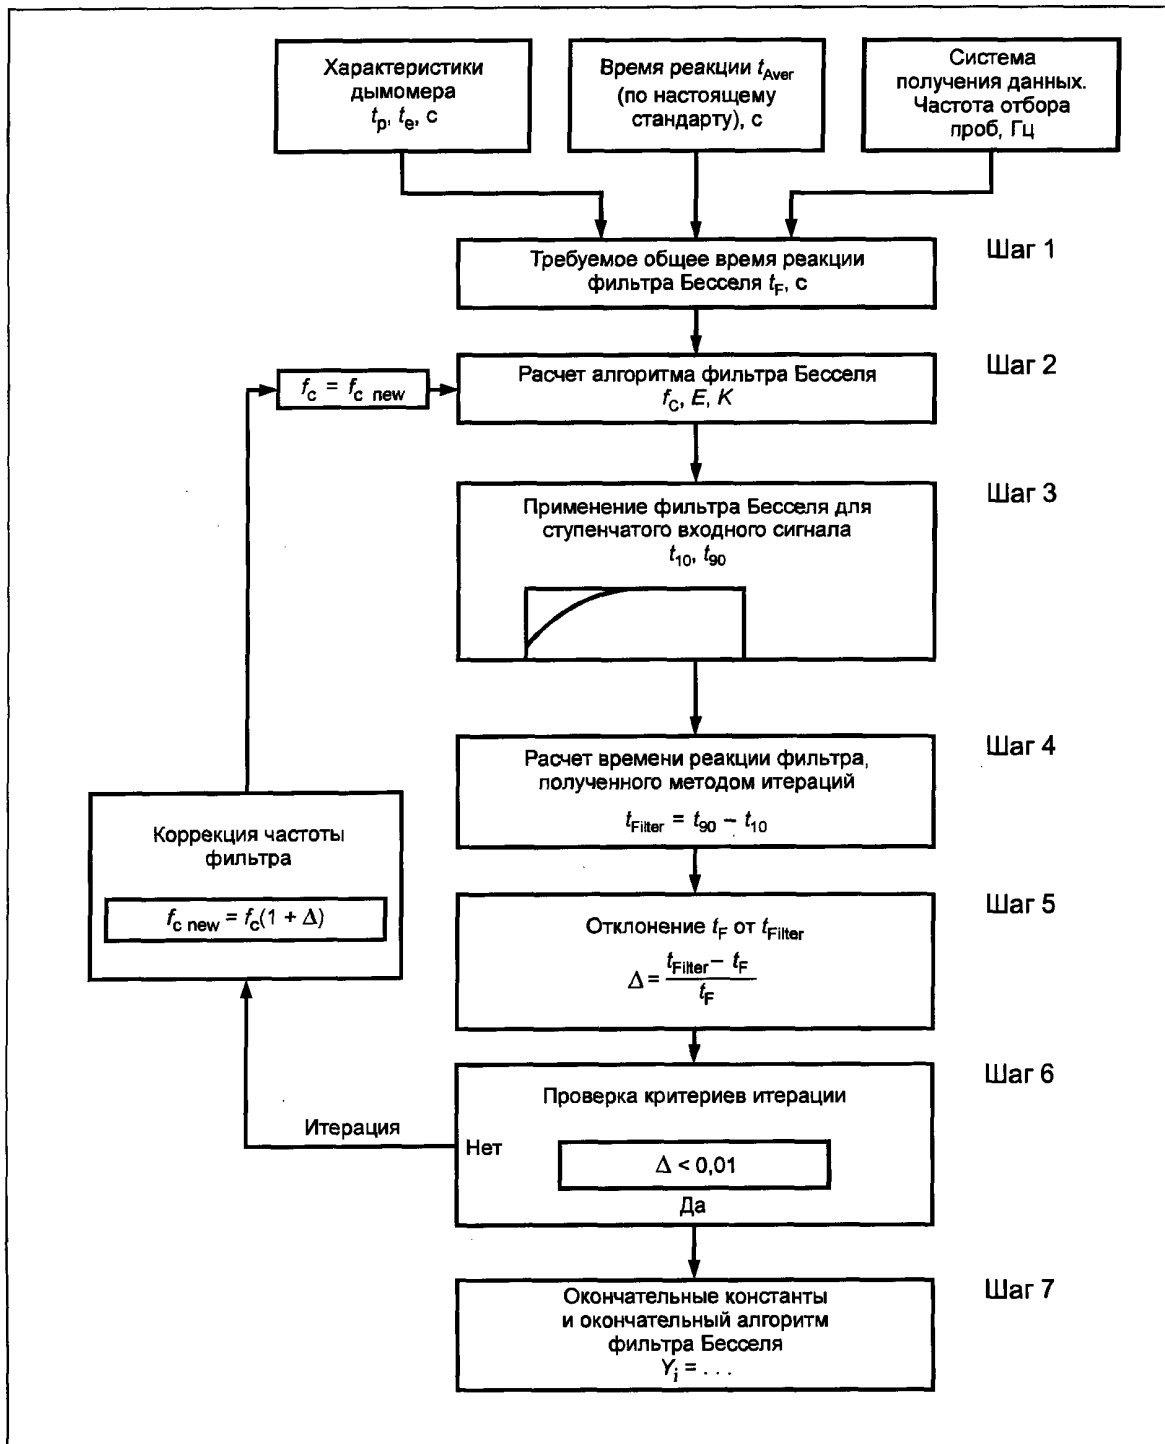 Характеристики
дымомера
tр, tе, с
Время реакции tAver
(по настоящему
стандарту), с
Система
получения данных.
Частота отбора
проб, Гц
Требуемое общее время реакции
фильтра Бесселя tF, с
Шаг 1
fc = fc new
Расчет алгоритма фильтра Бесселя
fC, E, K
Шаг 2
Применение фильтра Бесселя для
ступенчатого входного сигнала
t10, t90
Шаг 3
Расчет времени реакции фильтра,
полученного методом итераций
tFilter = t90 – t10
Шаг 4
Коррекция частоты
фильтра
fc new = fc(1 + Δ)
Отклонение tF от tFilter
Δ = tFilter – tF
tF
Шаг 5
Проверка критериев итерации
Шаг 6
Итерация
Нет
Δ < 0,01
Да
Окончательные константы
и окончательный алгоритм
фильтра Бесселя
Yi = . . .
Шаг 7